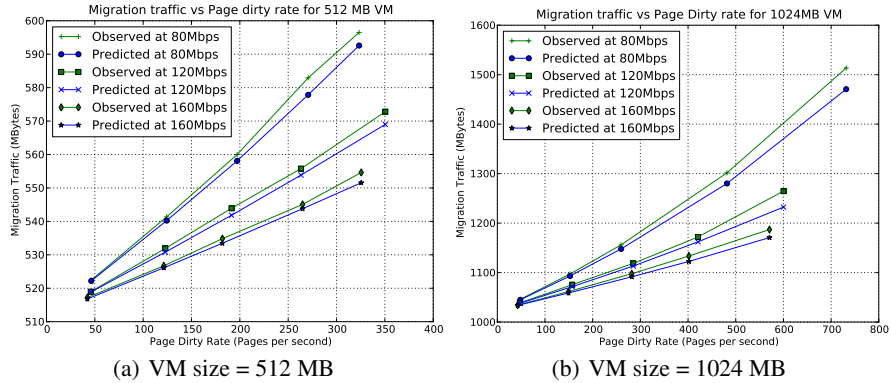 Migration traffic vs Page dirty rate for 512 MB VM
600
590
580
570
560
550
540
530
520
510
Migration Traffic (MBytes)
Observed at 80Mbps
Predicted at 80Mbps
Observed at 120Mbps
Predicted at 120Mbps
Observed at 160Mbps
Predicted at 160Mbps
0 50 100 150 200 250 300 350 400
Page Dirty Rate (Pages per second)
(a) VM size = 512 MB
Migration traffic vs Page Dirty rate for 1024MB VM
1600
1500
1400
1300
1200
1100
1000
Migration Traffic (MBytes)
Observed at 80Mbps
Predicted at 80Mbps
Observed at 120Mbps
Predicted at 120Mbps
Observed at 160Mbps
Predicted at 160Mbps
0 100 200 300 400 500 600 700 800
Page Dirty Rate (Pages per second)
(b) VM size = 1024 MB